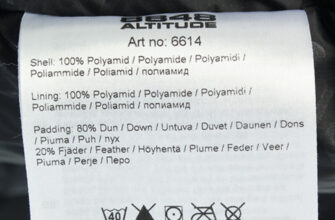 8848
ALTITUDE
Art no: 6614
Shell: 100% Polyamid / Polyamide / Polyamidi /
Poliammide / Poliamid / полиамид
Lining: 100% Polyamid / Polyamide / Polyamidi /
Poliammide / Poliamid / полиамид
Padding: 80% Dun / Down / Untuva / Duvet / Daunen / Dons
/ Piuma / Puh / пух
20% Fjäder / Feather / Höyhentä / Plume / Feder / Veer /
Piuma / Perje / Перо
40